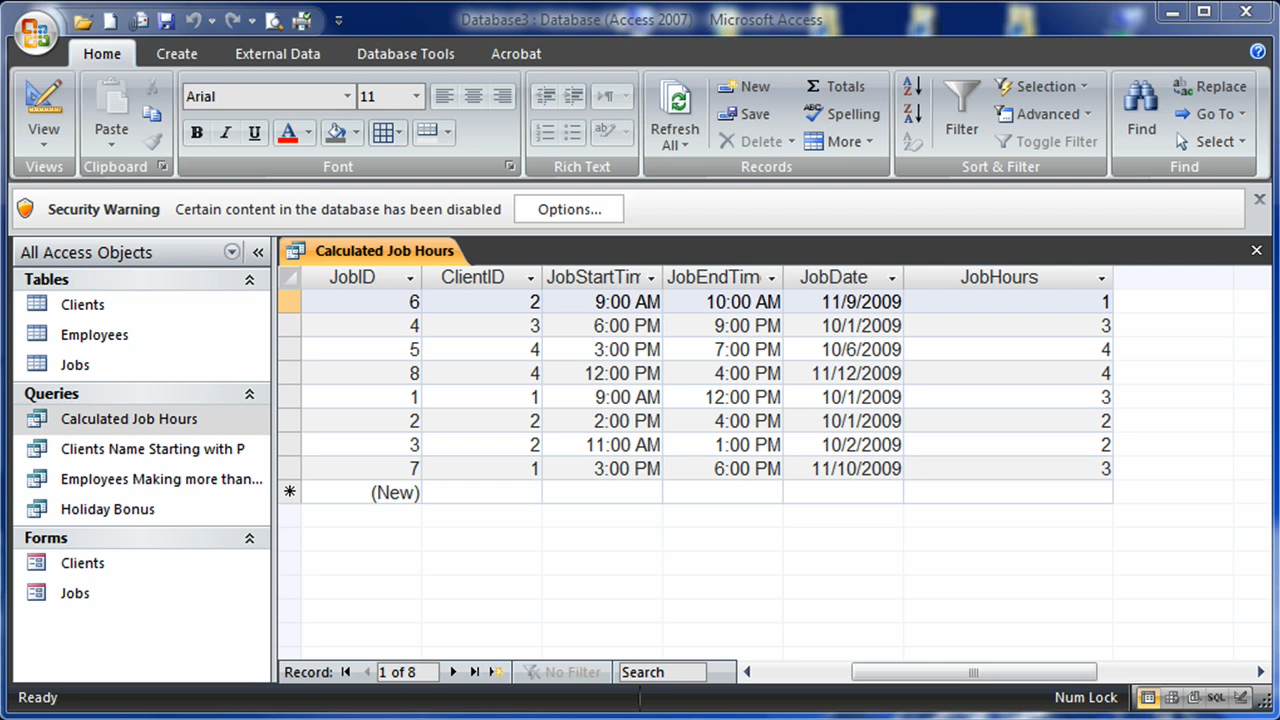 Database3 : Database (Access 2007) Microsoft Access
Home Create External Data Database Tools Acrobat
View
Views
Paste
Clipboard
Arial 11
B I U A
Font
Rich Text
Refresh All
New
Save
Delete
Σ Totals
ABC Spelling
More
Records
A Z
Z A
Filter
Selection
Advanced
Toggle Filter
Sort & Filter
Find
Replace
Go To
Select
Find
Security Warning Certain content in the database has been disabled Options...
All Access Objects
Tables
Clients
Employees
Jobs
Queries
Calculated Job Hours
Clients Name Starting with P
Employees Making more than...
Holiday Bonus
Forms
Clients
Jobs
Calculated Job Hours
JobID ClientID JobStartTim JobEndTime JobDate JobHours
6 2 9:00 AM 10:00 AM 11/9/2009 1
4 3 6:00 PM 9:00 PM 10/1/2009 3
5 4 3:00 PM 7:00 PM 10/6/2009 4
8 4 12:00 PM 4:00 PM 11/12/2009 4
1 1 9:00 AM 12:00 PM 10/1/2009 3
2 2 2:00 PM 4:00 PM 10/1/2009 2
3 2 11:00 AM 1:00 PM 10/2/2009 2
7 1 3:00 PM 6:00 PM 11/10/2009 3
(New)
Record: 1 of 8 No Filter Search
Ready Num Lock SQL